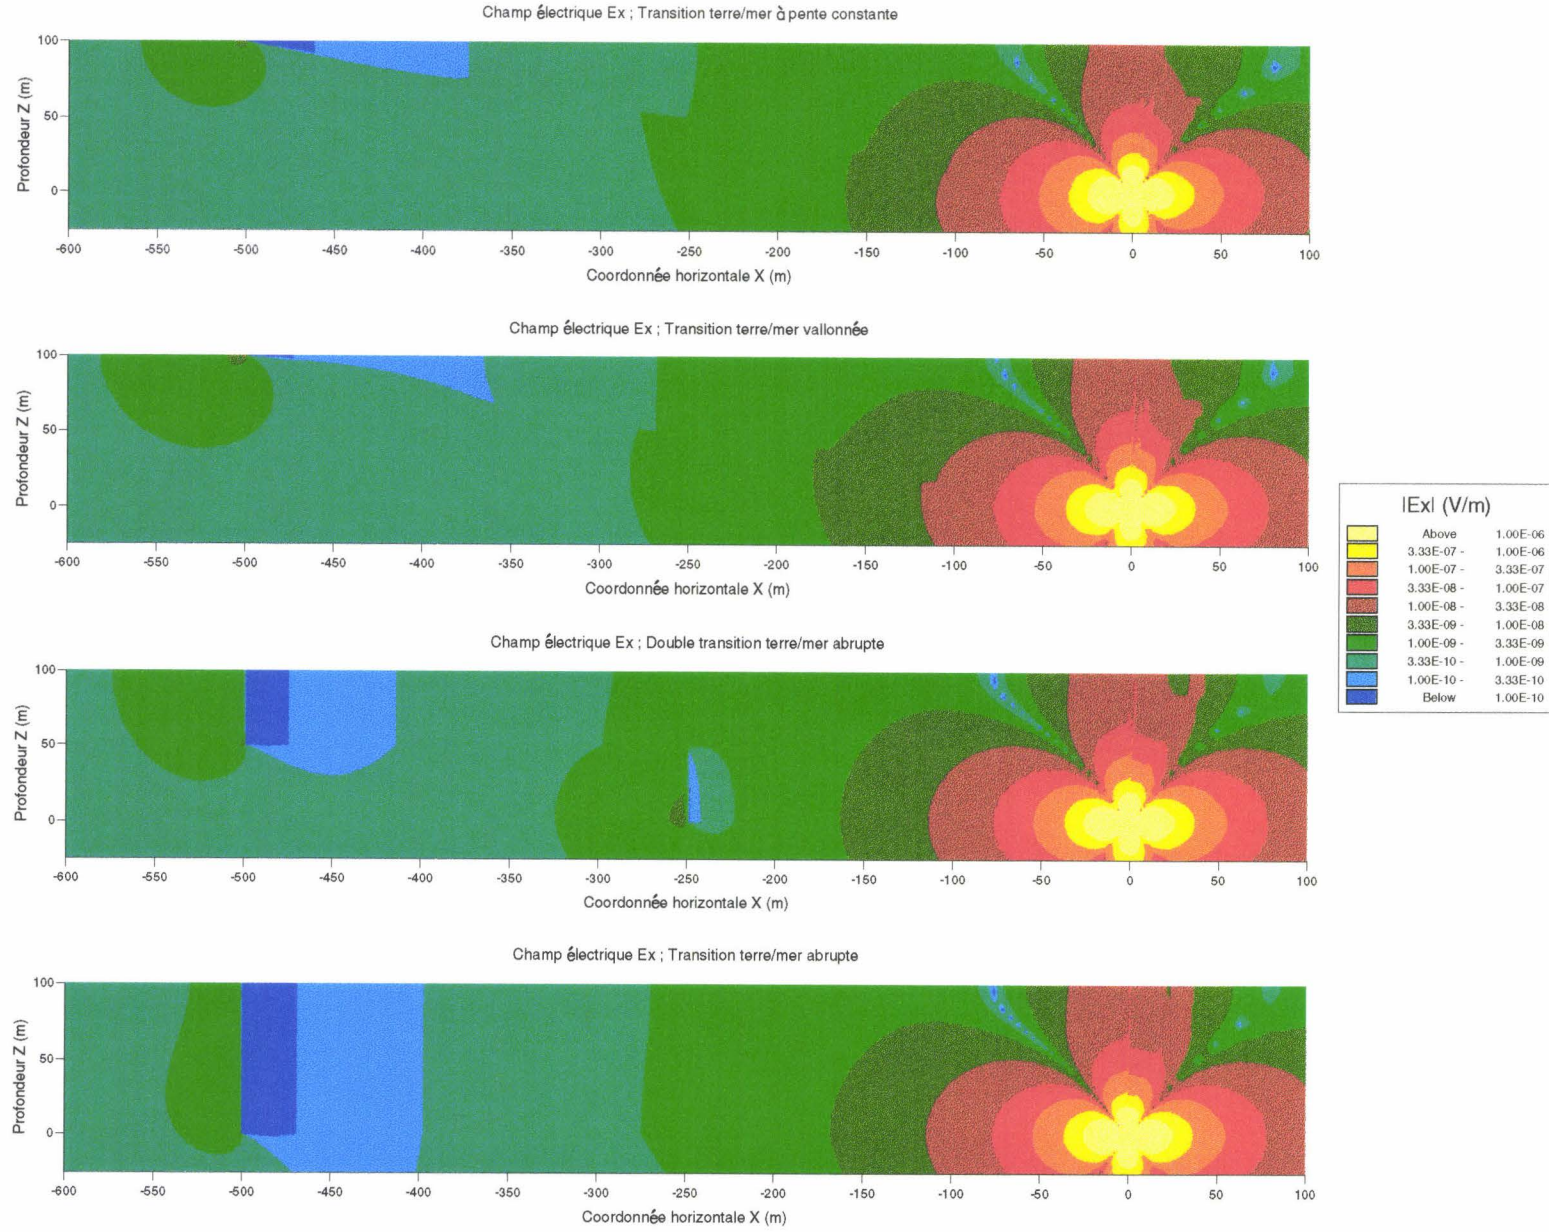 Champ électrique Ex ; Transition terre/mer à pente constante
Profondeur Z (m)
100
50
0
-600 -550 -500 -450 -400 -350 -300 -250 -200 -150 -100 -50 0 50 100
Coordonnée horizontale X (m)
Champ électrique Ex ; Transition terre/mer vallonnée
Profondeur Z (m)
100
50
0
-600 -550 -500 -450 -400 -350 -300 -250 -200 -150 -100 -50 0 50 100
Coordonnée horizontale X (m)
|Ex| (V/m)
Above 1.00E-06
3.33E-07 - 1.00E-06
1.00E-07 - 3.33E-07
3.33E-08 - 1.00E-07
1.00E-08 - 3.33E-08
3.33E-09 - 1.00E-08
1.00E-09 - 3.33E-09
3.33E-10 - 1.00E-09
1.00E-10 - 3.33E-10
Below 1.00E-10
Champ électrique Ex ; Double transition terre/mer abrupte
Profondeur Z (m)
100
50
0
-600 -550 -500 -450 -400 -350 -300 -250 -200 -150 -100 -50 0 50 100
Coordonnée horizontale X (m)
Champ électrique Ex ; Transition terre/mer abrupte
Profondeur Z (m)
100
50
0
-600 -550 -500 -450 -400 -350 -300 -250 -200 -150 -100 -50 0 50 100
Coordonnée horizontale X (m)